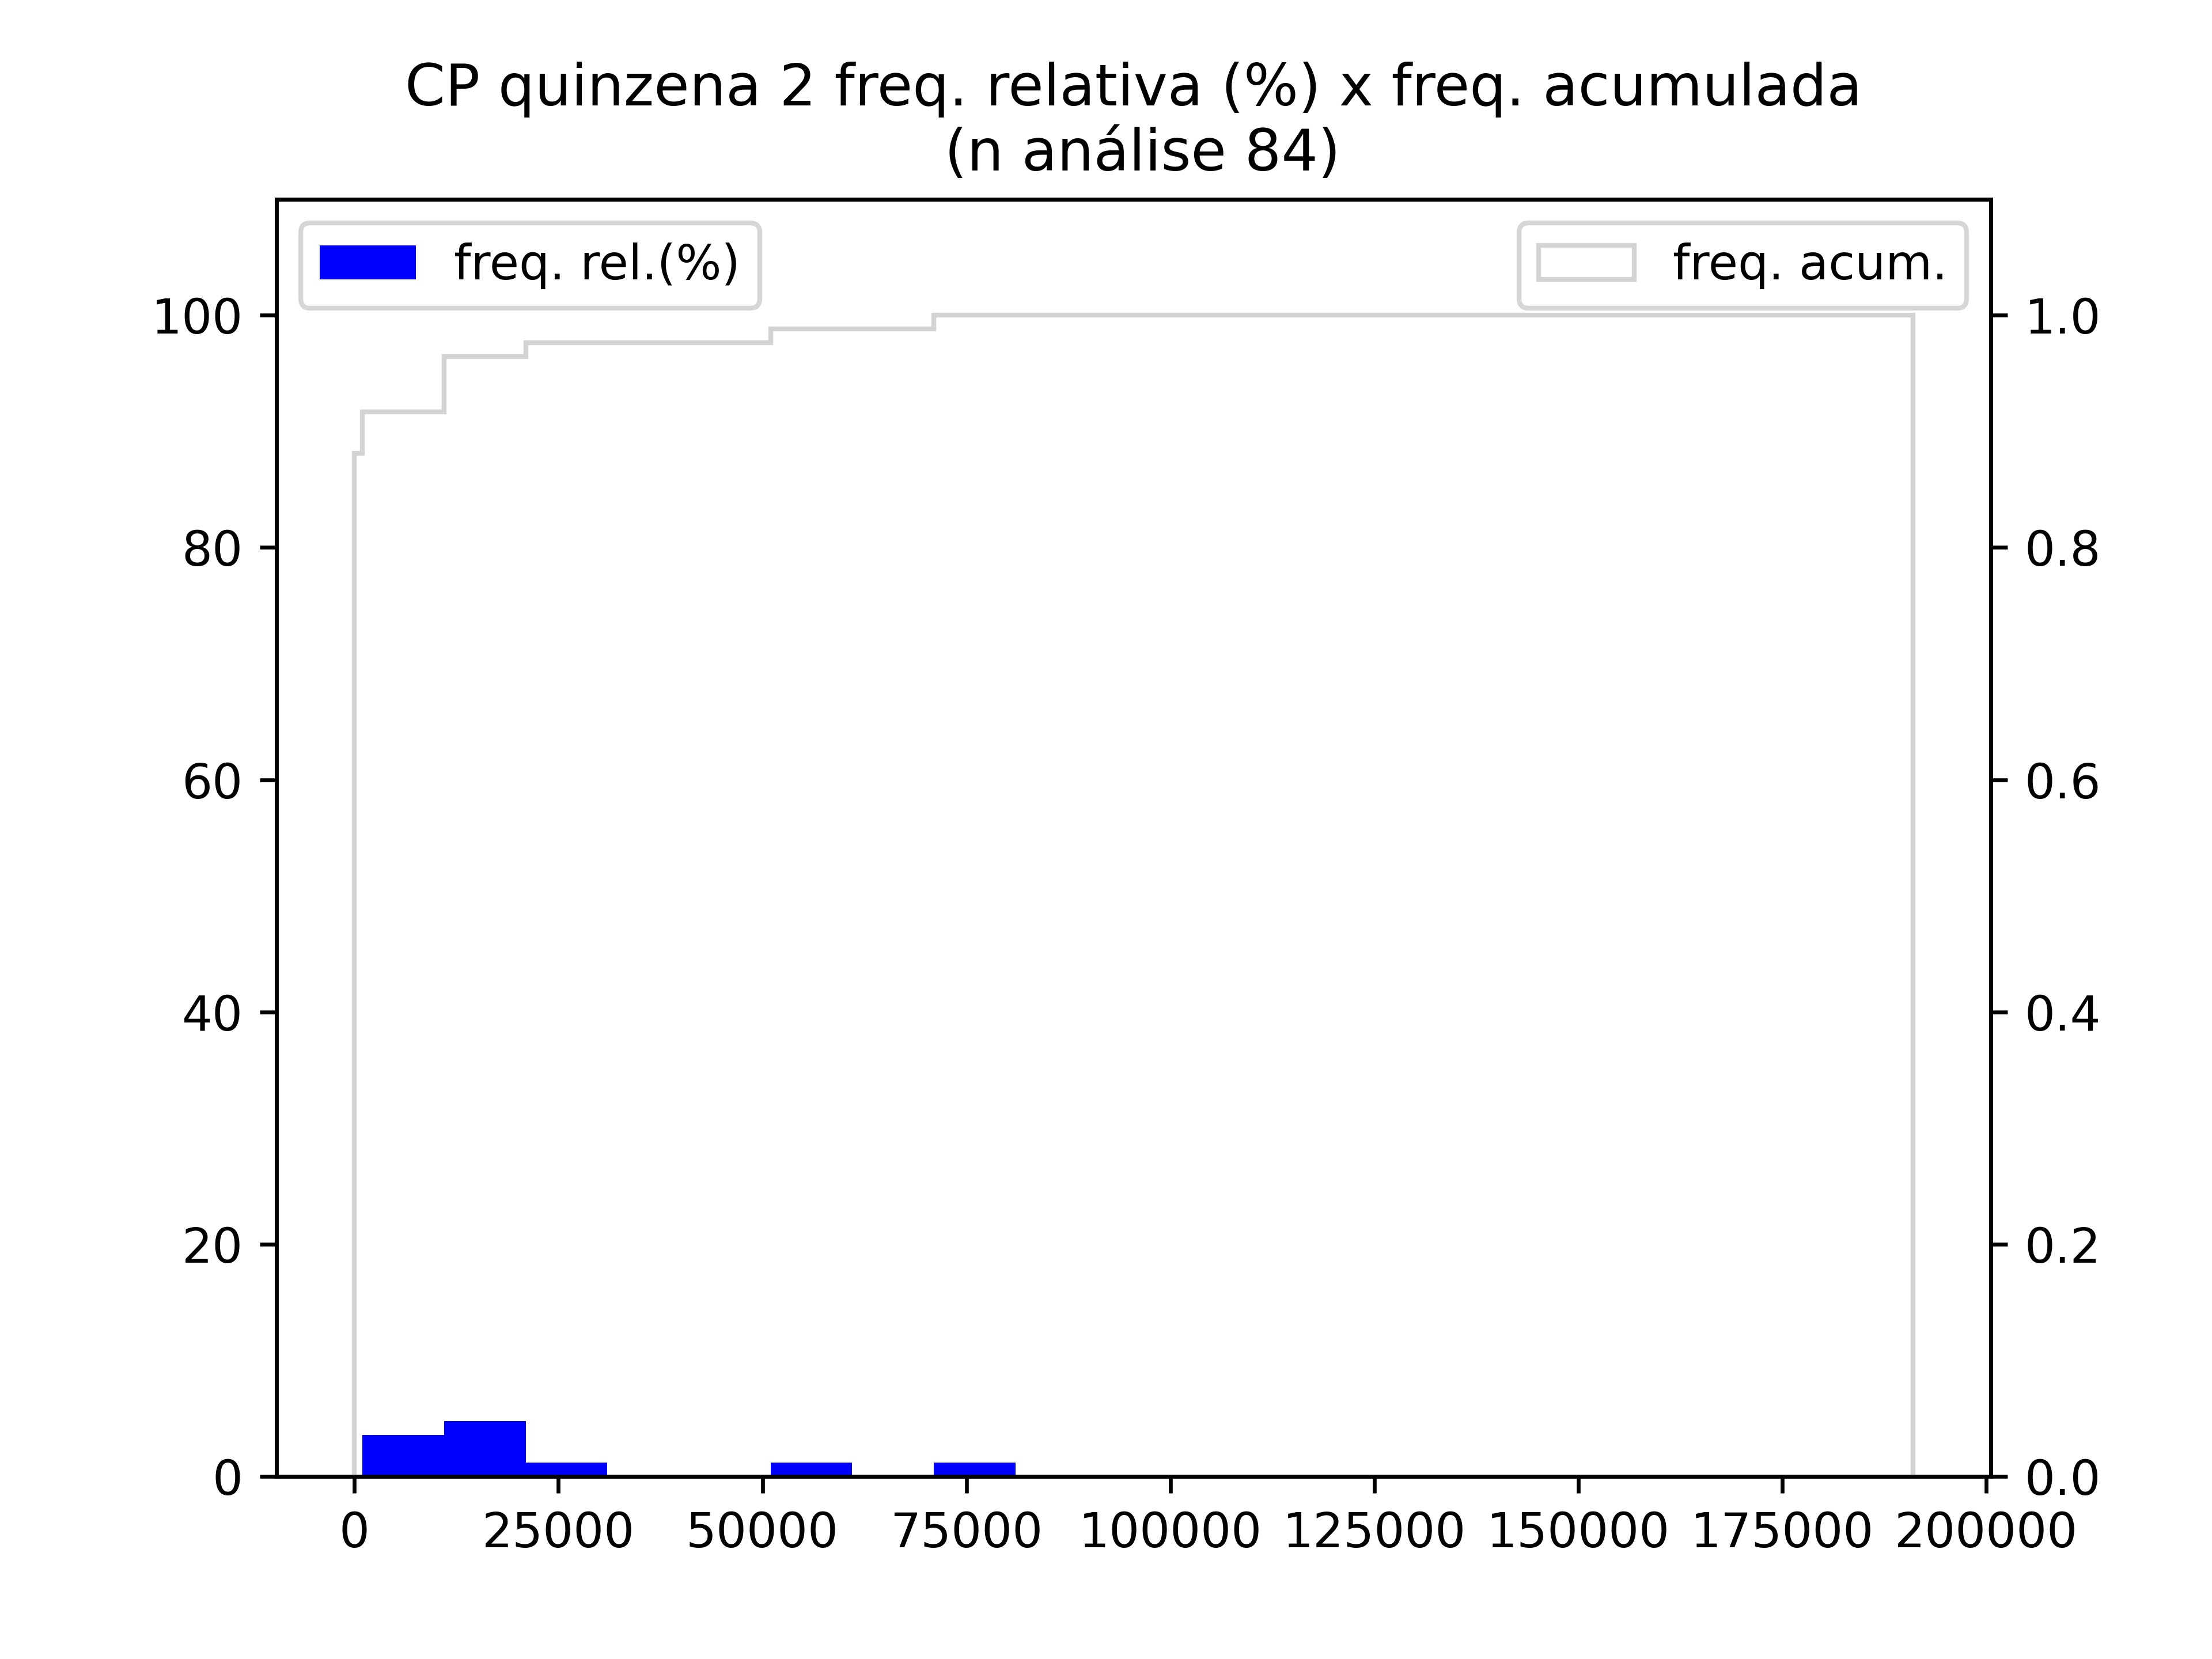 CP quinzena 2 freq. relativa (%) x freq. acumulada
(n análise 84)
freq. rel.(%)
freq. acum.
100
80
60
40
20
0
1.0
0.8
0.6
0.4
0.2
0.0
0 25000 50000 75000 100000 125000 150000 175000 200000